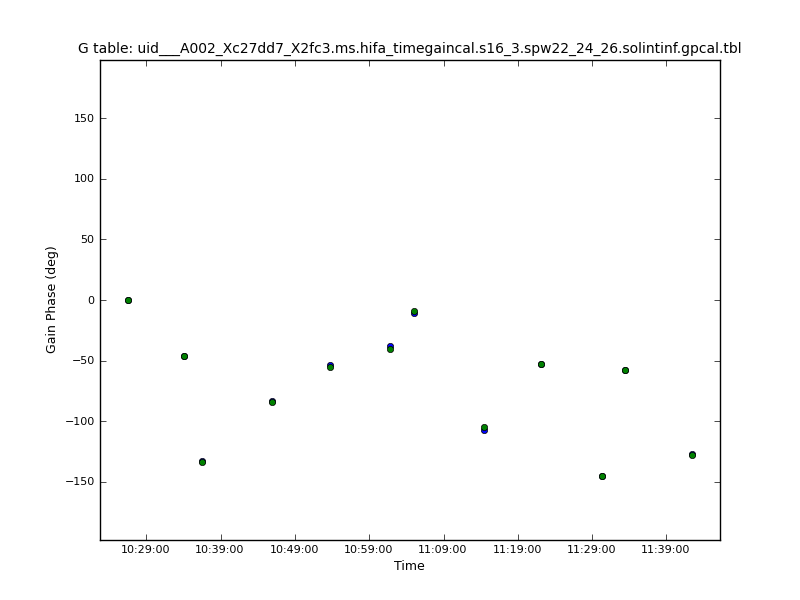 G table: uid___A002_Xc27dd7_X2fc3.ms.hifa_timegaincal.s16_3.spw22_24_26.solintinf.gpcal.tbl
150
100
50
0
−50
−100
−150
Gain Phase (deg)
10:29:00 10:39:00 10:49:00 10:59:00 11:09:00 11:19:00 11:29:00 11:39:00
Time